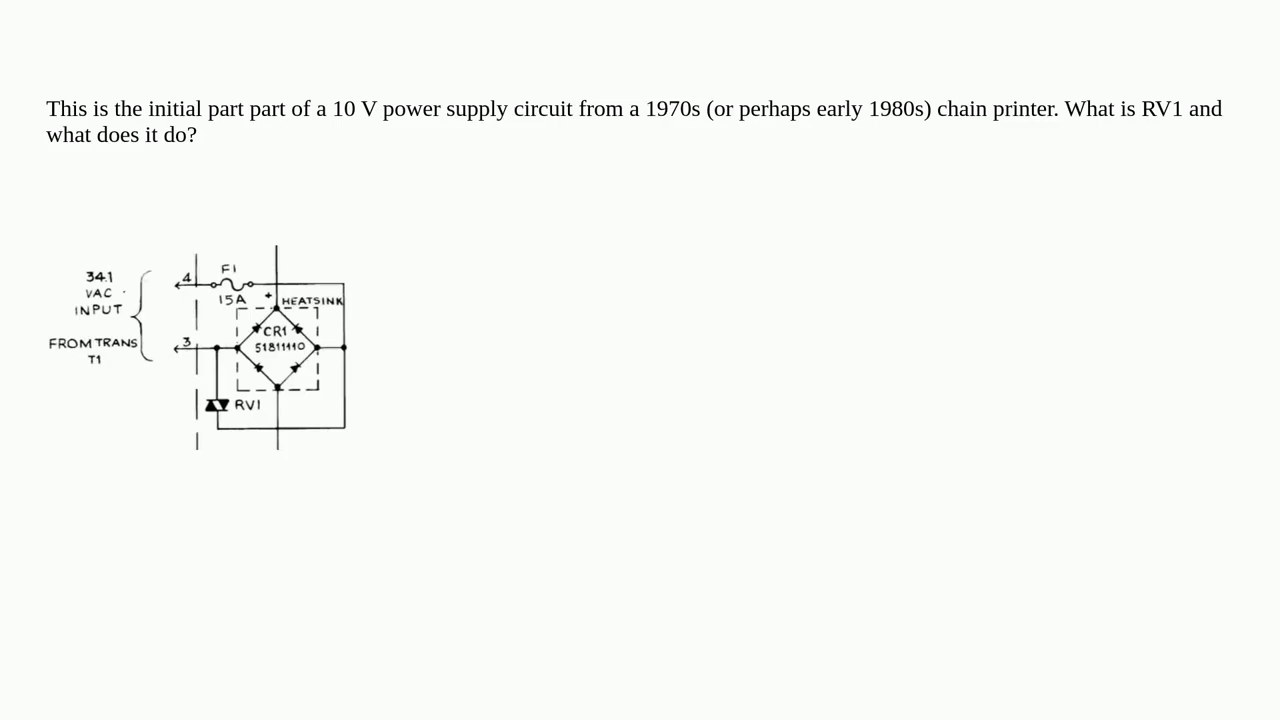 This is the initial part part of a 10 V power supply circuit from a 1970s (or perhaps early 1980s) chain printer. What is RV1 and
what does it do?
34.1
VAC
INPUT
FROM TRANS
T1
4
F1
15A
+
HEATSINK
3
CR1
51811110
RV1